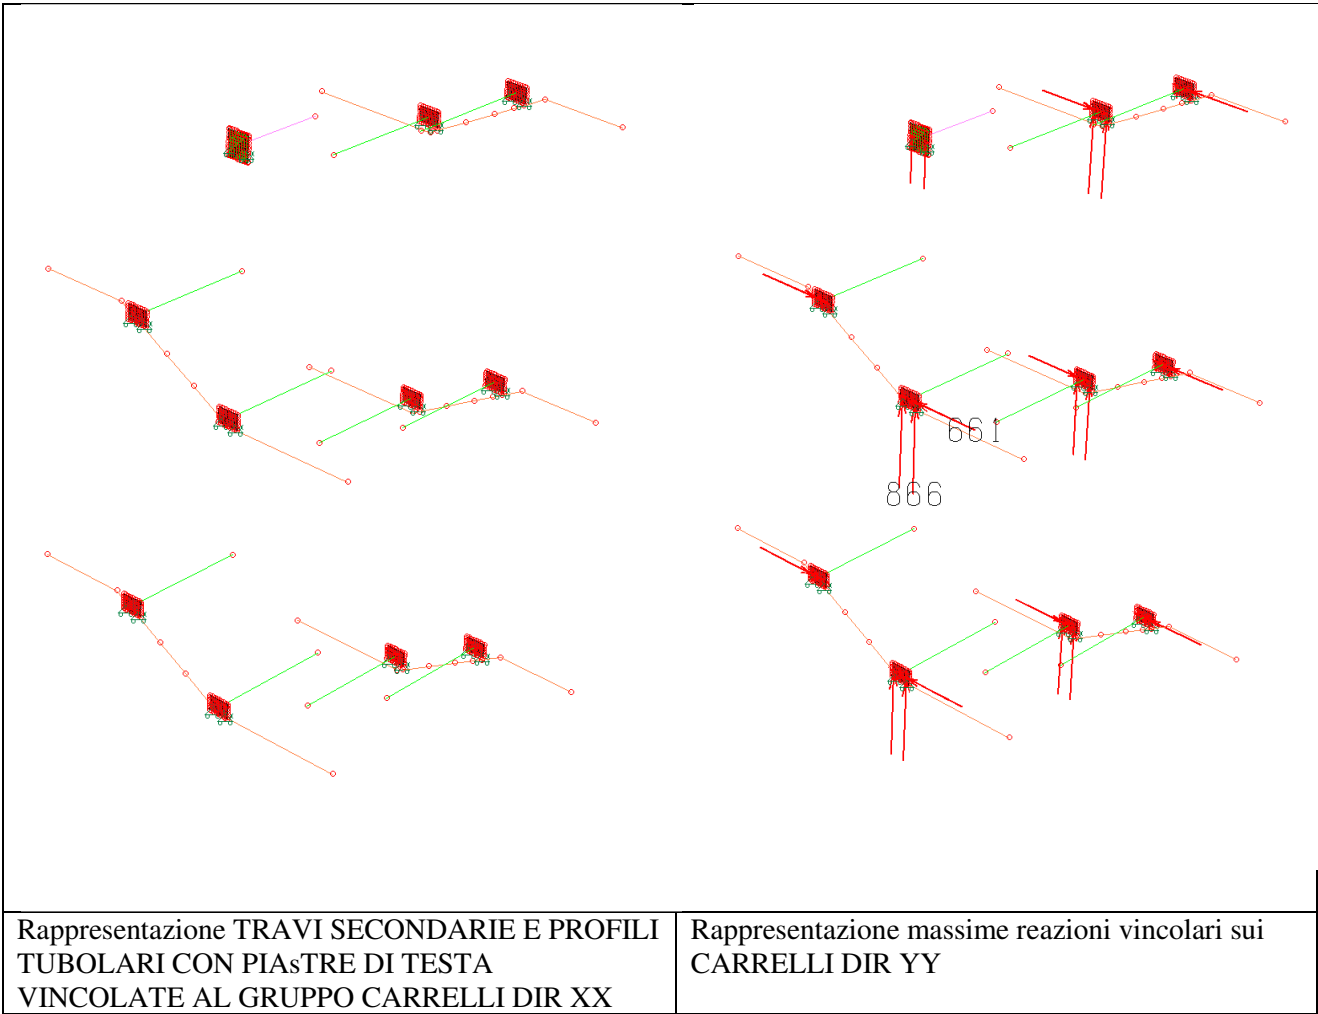 661
866
Rappresentazione TRAVI SECONDARIE E PROFILI
TUBOLARI CON PIAsTRE DI TESTA
VINCOLATE AL GRUPPO CARRELLI DIR XX
Rappresentazione massime reazioni vincolari sui
CARRELLI DIR YY